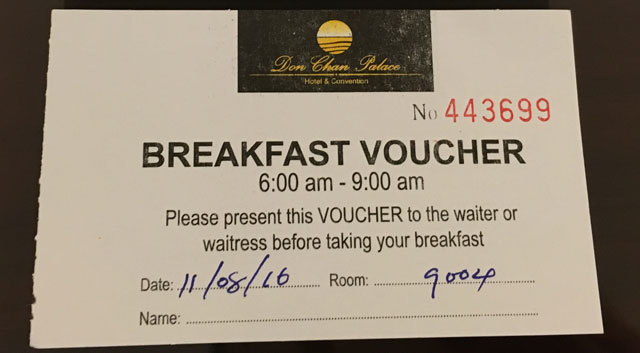 Don Chan Palace
Hotel & Convention
No 443699
BREAKFAST VOUCHER
6:00 am - 9:00 am
Please present this VOUCHER to the waiter or
waitress before taking your breakfast
Date: 11/08/16 Room: 9004
Name: